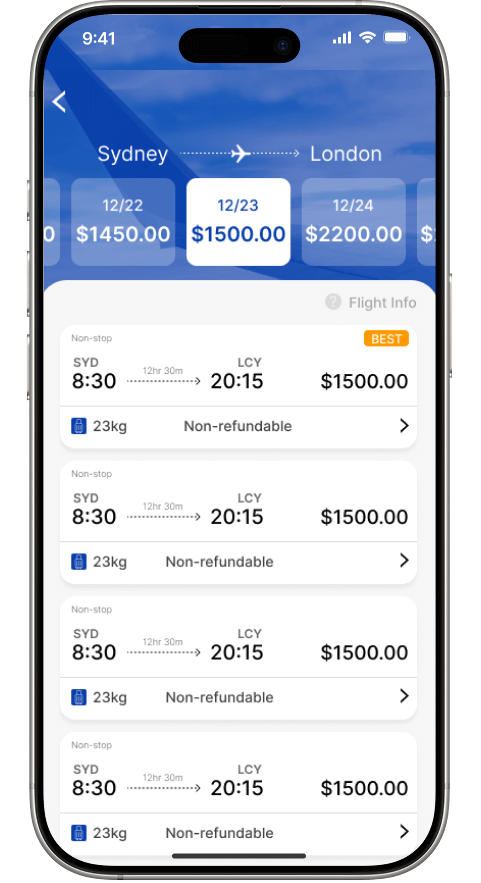 9:41
Sydney London
12/22 12/23 12/24
0 $1450.00 $1500.00 $2200.00 $
? Flight Info
Non-stop BEST
SYD 12hr 30m LCY
8:30 20:15 $1500.00
23kg Non-refundable
Non-stop
SYD 12hr 30m LCY
8:30 20:15 $1500.00
23kg Non-refundable
Non-stop
SYD 12hr 30m LCY
8:30 20:15 $1500.00
23kg Non-refundable
Non-stop
SYD 12hr 30m LCY
8:30 20:15 $1500.00
23kg Non-refundable